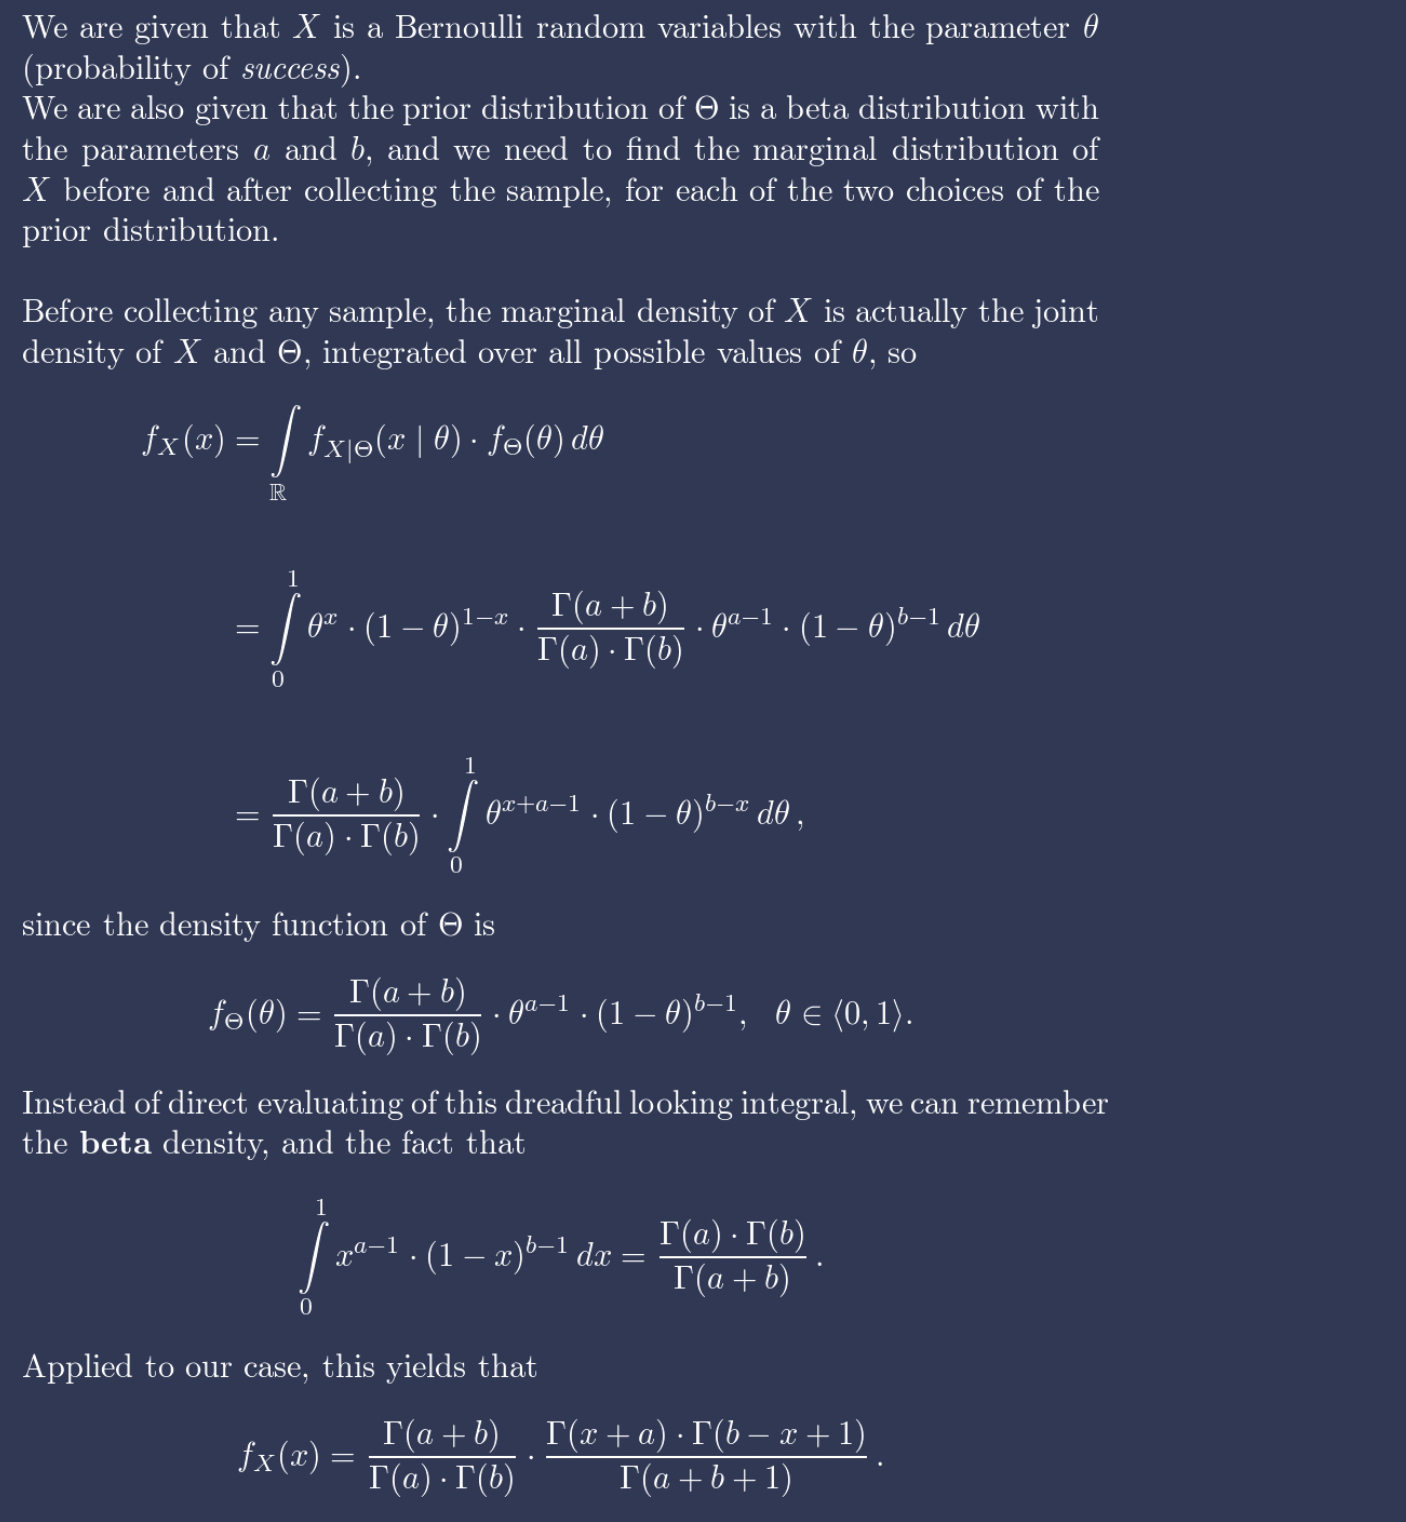 We are given that X is a Bernoulli random variables with the parameter θ
(probability of success).
We are also given that the prior distribution of Θ is a beta distribution with
the parameters a and b, and we need to find the marginal distribution of
X before and after collecting the sample, for each of the two choices of the
prior distribution.
Before collecting any sample, the marginal density of X is actually the joint
density of X and Θ, integrated over all possible values of θ, so
f_X(x) = ∫_ℝ f_{X|Θ}(x | θ) · f_Θ(θ) dθ
= ∫_0^1 θ^x · (1 − θ)^{1−x} · Γ(a + b) / (Γ(a) · Γ(b)) · θ^{a−1} · (1 − θ)^{b−1} dθ
= Γ(a + b) / (Γ(a) · Γ(b)) · ∫_0^1 θ^{x+a−1} · (1 − θ)^{b−x} dθ ,
since the density function of Θ is
f_Θ(θ) = Γ(a + b) / (Γ(a) · Γ(b)) · θ^{a−1} · (1 − θ)^{b−1}, θ ∈ ⟨0, 1⟩.
Instead of direct evaluating of this dreadful looking integral, we can remember
the beta density, and the fact that
∫_0^1 x^{a−1} · (1 − x)^{b−1} dx = Γ(a) · Γ(b) / Γ(a + b) .
Applied to our case, this yields that
f_X(x) = Γ(a + b) / (Γ(a) · Γ(b)) · Γ(x + a) · Γ(b − x + 1) / Γ(a + b + 1) .